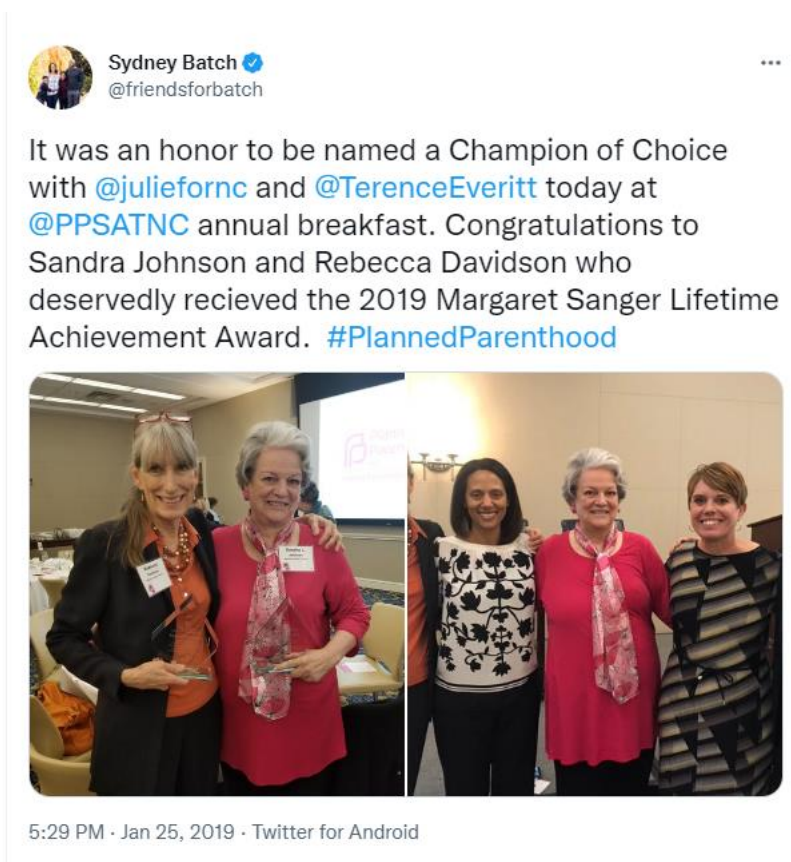 Sydney Batch
@friendsforbatch
It was an honor to be named a Champion of Choice
with @juliefornc and @TerenceEveritt today at
@PPSATNC annual breakfast. Congratulations to
Sandra Johnson and Rebecca Davidson who
deservedly recieved the 2019 Margaret Sanger Lifetime
Achievement Award. #PlannedParenthood
5:29 PM · Jan 25, 2019 · Twitter for Android